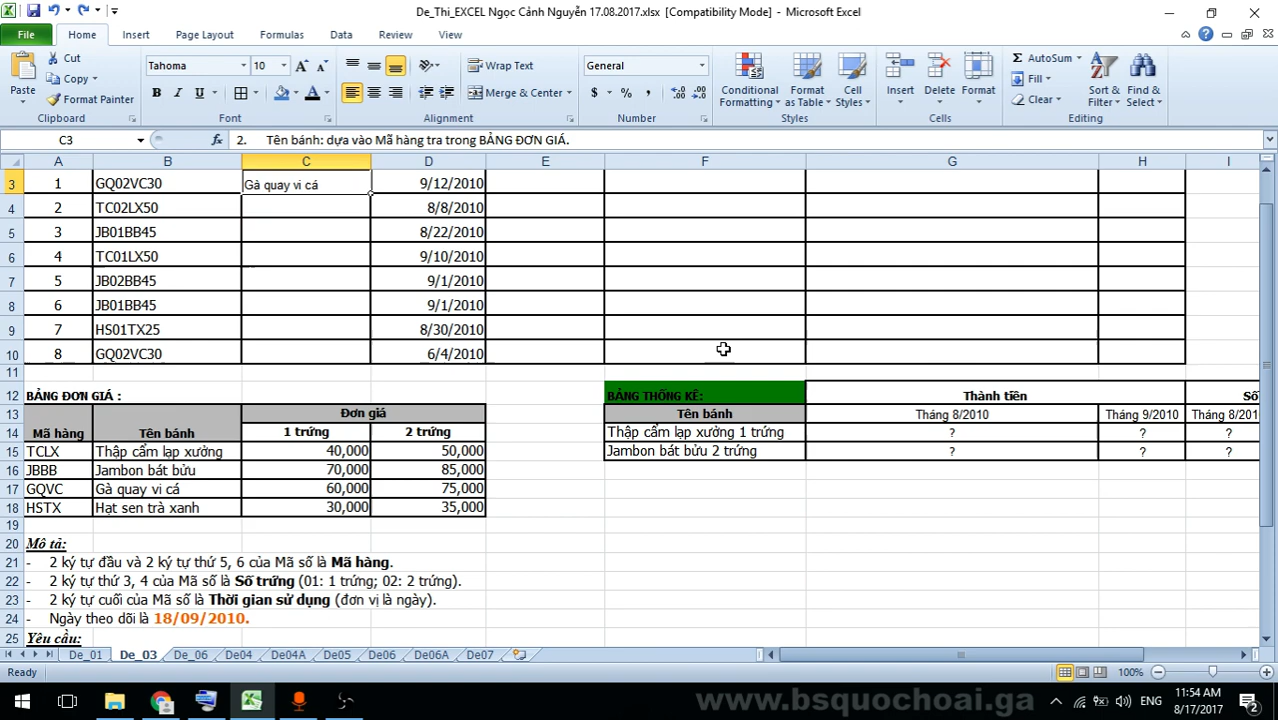 De_Thi_EXCEL Ngọc Cảnh Nguyễn 17.08.2017.xlsx [Compatibility Mode] - Microsoft Excel
File Home Insert Page Layout Formulas Data Review View
Cut
Copy
Format Painter
Paste
Clipboard
Tahoma 10
B I U
Font
Wrap Text
Merge & Center
Alignment
General
$ % ,
Number
Conditional Formatting
Format as Table
Cell Styles
Styles
Insert Delete Format
Cells
AutoSum
Fill
Clear
Sort & Filter
Find & Select
Editing
C3 fx 2. Tên bánh: dựa vào Mã hàng tra trong BẢNG ĐƠN GIÁ.
A B C D E F G H I
3 1 GQ02VC30 Gà quay vi cá 9/12/2010
4 2 TC02LX50 8/8/2010
5 3 JB01BB45 8/22/2010
6 4 TC01LX50 9/10/2010
7 5 JB02BB45 9/1/2010
8 6 JB01BB45 9/1/2010
9 7 HS01TX25 8/30/2010
10 8 GQ02VC30 6/4/2010
11
12 BẢNG ĐƠN GIÁ : BẢNG THỐNG KÊ: Thành tiền Số
13 Mã hàng Tên bánh Đơn giá Tên bánh Tháng 8/2010 Tháng 9/2010 Tháng 8/201
14 1 trứng 2 trứng Thập cẩm lạp xưởng 1 trứng ? ? ?
15 TCLX Thập cẩm lạp xưởng 40,000 50,000 Jambon bát bửu 2 trứng ? ? ?
16 JBBB Jambon bát bửu 70,000 85,000
17 GQVC Gà quay vi cá 60,000 75,000
18 HSTX Hạt sen trà xanh 30,000 35,000
19
20 Mô tả:
21 - 2 ký tự đầu và 2 ký tự thứ 5, 6 của Mã số là Mã hàng.
22 - 2 ký tự thứ 3, 4 của Mã số là Số trứng (01: 1 trứng; 02: 2 trứng).
23 - 2 ký tự cuối của Mã số là Thời gian sử dụng (đơn vị là ngày).
24 - Ngày theo dõi là 18/09/2010.
25 Yêu cầu:
De_01 De_03 De_06 De04 De04A De05 De06 De06A De07
Ready 100%
www.bsquochoai.ga
ENG
11:54 AM
8/17/2017
2